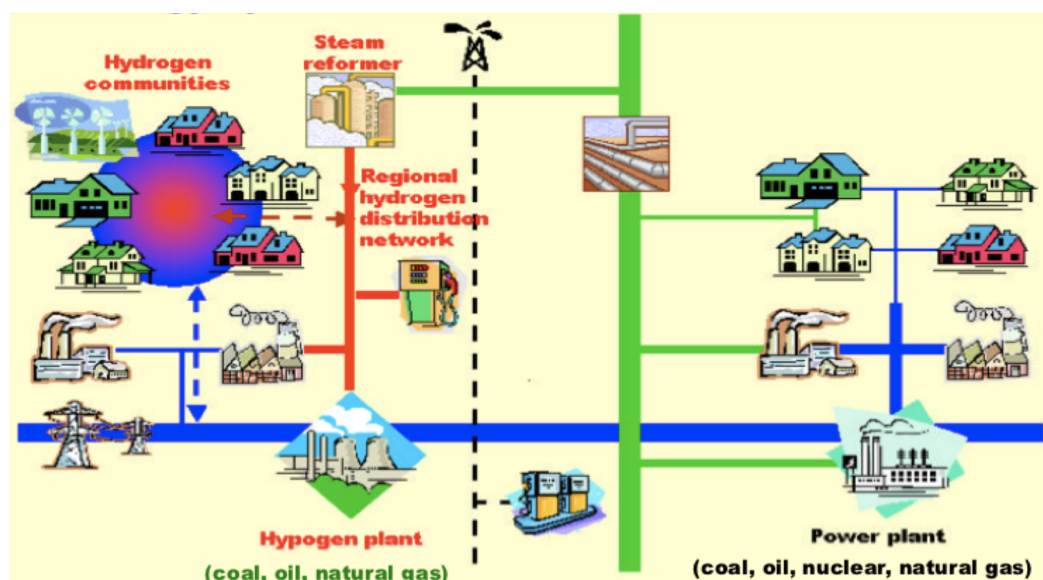 Steam
reformer
Hydrogen
communities
Regional
hydrogen
distribution
network
Hypogen plant
(coal, oil, natural gas)
Power plant
(coal, oil, nuclear, natural gas)